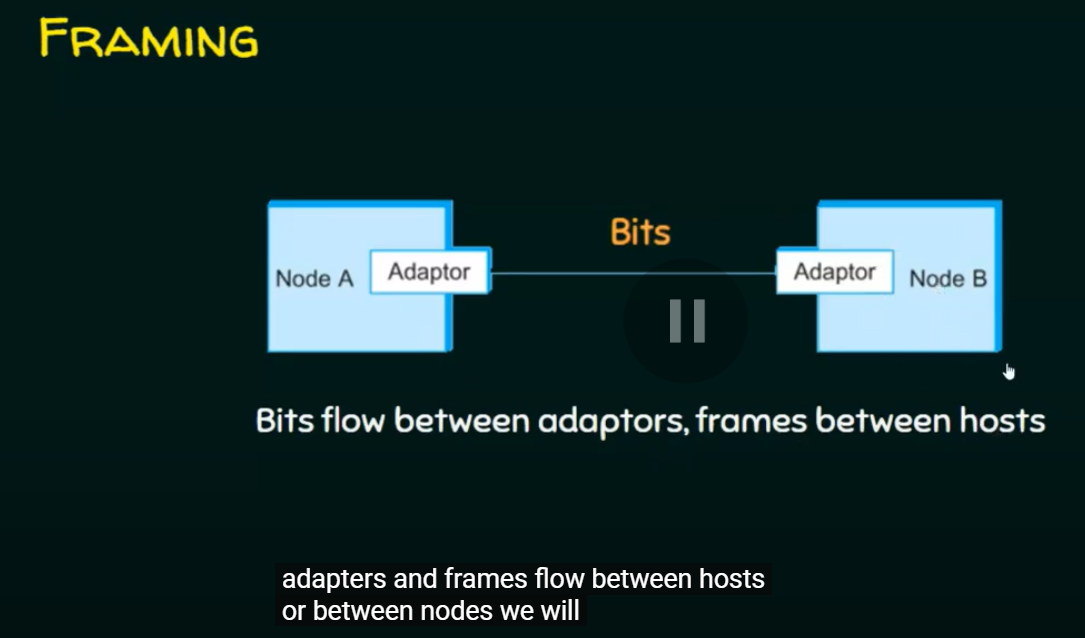 FRAMING
Bits
Node A
Adaptor
Adaptor
Node B
Bits flow between adaptors, frames between hosts
adapters and frames flow between hosts
or between nodes we will